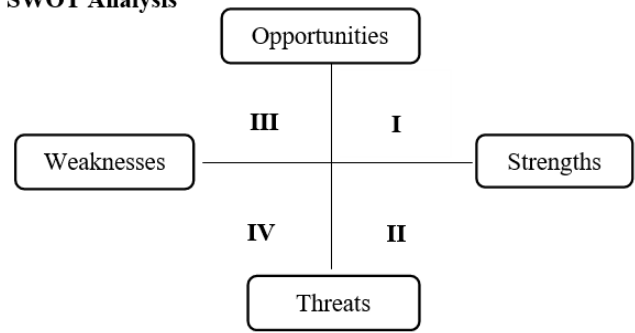 SWOT Analysis
Opportunities
III
I
Weaknesses
Strengths
IV
II
Threats